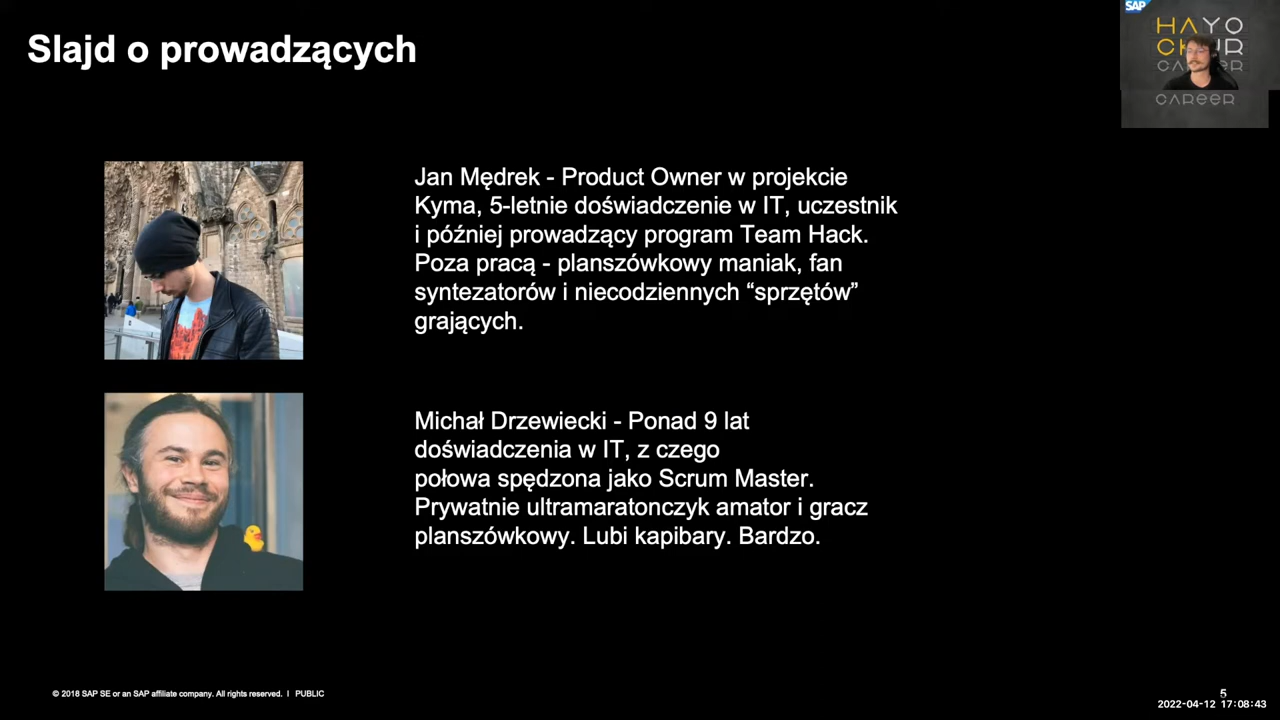 Slajd o prowadzących
SAP
HAYO
CAREER
Jan Mędrek - Product Owner w projekcie
Kyma, 5-letnie doświadczenie w IT, uczestnik
i później prowadzący program Team Hack.
Poza pracą - planszówkowy maniak, fan
syntezatorów i niecodziennych “sprzętów”
grających.
Michał Drzewiecki - Ponad 9 lat
doświadczenia w IT, z czego
połowa spędzona jako Scrum Master.
Prywatnie ultramaratonczyk amator i gracz
planszówkowy. Lubi kapibary. Bardzo.
© 2018 SAP SE or an SAP affiliate company. All rights reserved. I PUBLIC
5
2022-04-12 17:08:43